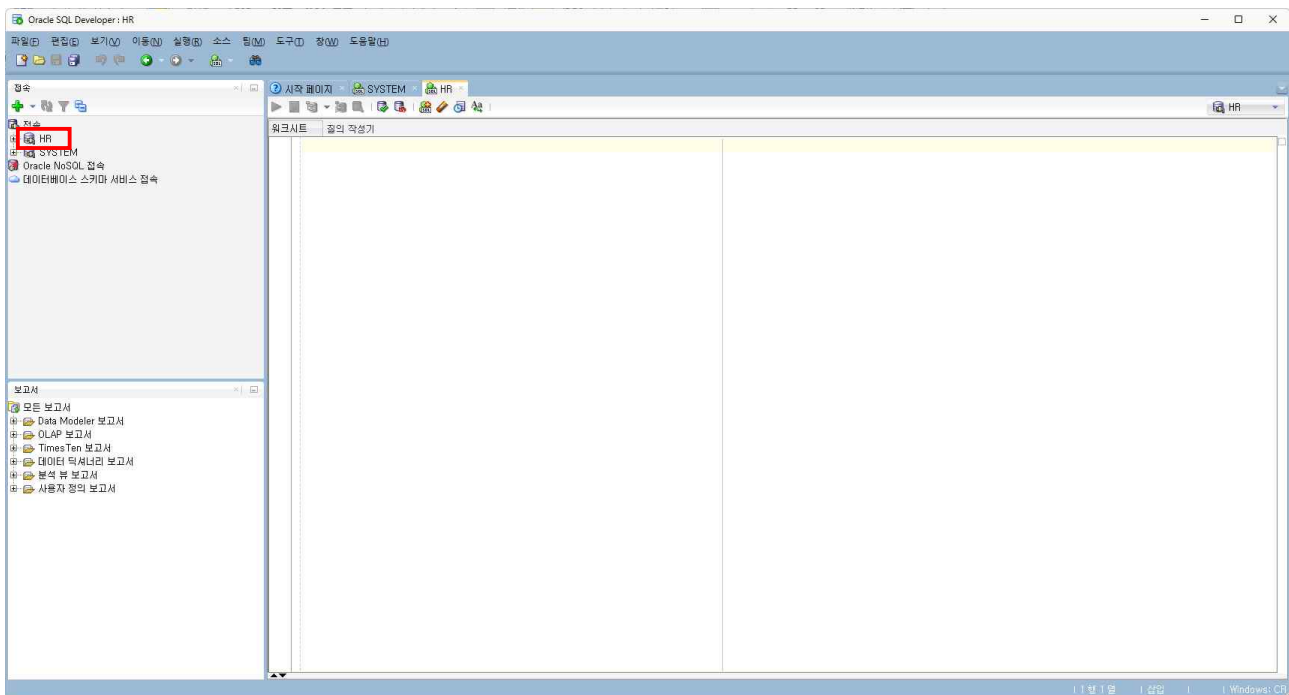 Oracle SQL Developer : HR
파일(F) 편집(E) 보기(V) 이동(N) 실행(R) 소스 팀(M) 도구(T) 창(W) 도움말(H)
접속
시작 페이지 SYSTEM HR
HR
접속
워크시트 질의 작성기
HR
SYSTEM
Oracle NoSQL 접속
데이터베이스 스키마 서비스 접속
보고서
모든 보고서
Data Modeler 보고서
OLAP 보고서
TimesTen 보고서
데이터 딕셔너리 보고서
분석 뷰 보고서
사용자 정의 보고서
1 행 1 열 삽입 Windows: CR